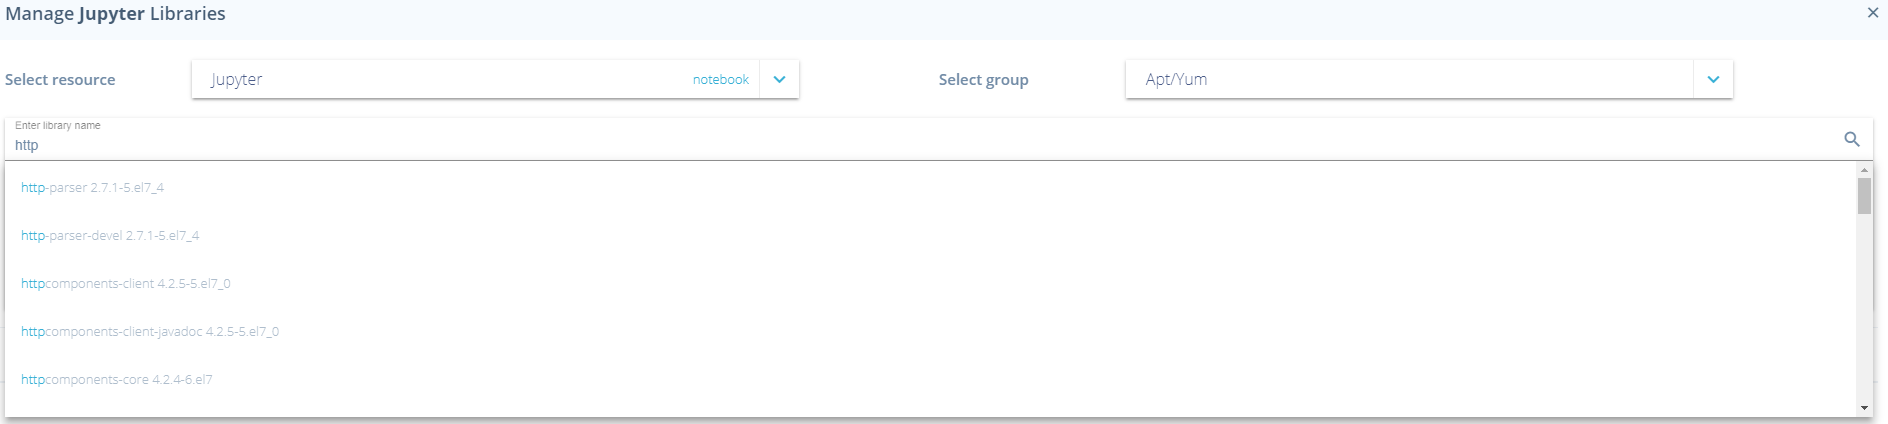 Manage Jupyter Libraries
Select resource
Jupyter notebook
Select group
Apt/Yum
Enter library name
http
http-parser 2.7.1-5.el7_4
http-parser-devel 2.7.1-5.el7_4
httpcomponents-client 4.2.5-5.el7_0
httpcomponents-client-javadoc 4.2.5-5.el7_0
httpcomponents-core 4.2.4-6.el7